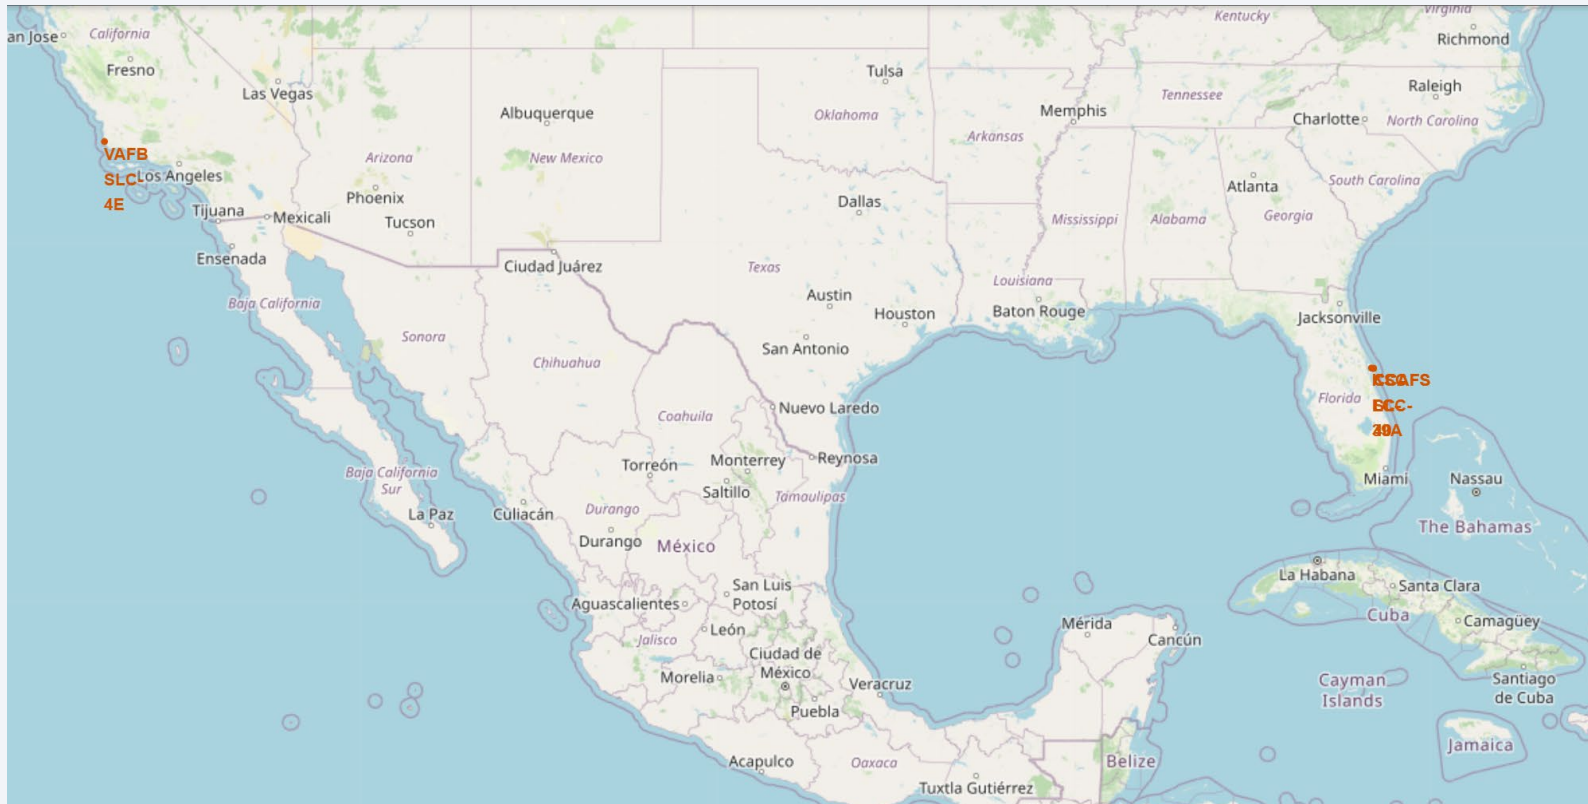 Kentucky
Virginia
California
an Jose
Richmond
Fresno
Tulsa
Las Vegas
Raleigh
Tennessee
Albuquerque
Oklahoma
Memphis
Charlotte
North Carolina
Arkansas
VAFB
SLC-
4E
Arizona
New Mexico
Los Angeles
South Carolina
Atlanta
Phoenix
Dallas
Tijuana
Mexicali
Tucson
Mississippi
Alabama
Georgia
Ensenada
Ciudad Juárez
Texas
Louisiana
Baja California
Austin
Houston
Baton Rouge
Jacksonville
Sonora
San Antonio
Chihuahua
Florida
Coahuila
Nuevo Laredo
Torreón
Monterrey
Reynosa
Baja California
Sur
Saltillo
Tamaulipas
Miami
Nassau
La Paz
Culiacán
Durango
The Bahamas
Durango
México
La Habana
Santa Clara
San Luis
Potosí
Aguascalientes
Cuba
Camagüey
León
Mérida
Cancún
Jalisco
Ciudad de
México
Morelia
Veracruz
Cayman
Islands
Santiago
de Cuba
Puebla
Jamaica
Acapulco
Oaxaca
Belize
Tuxtla Gutiérrez